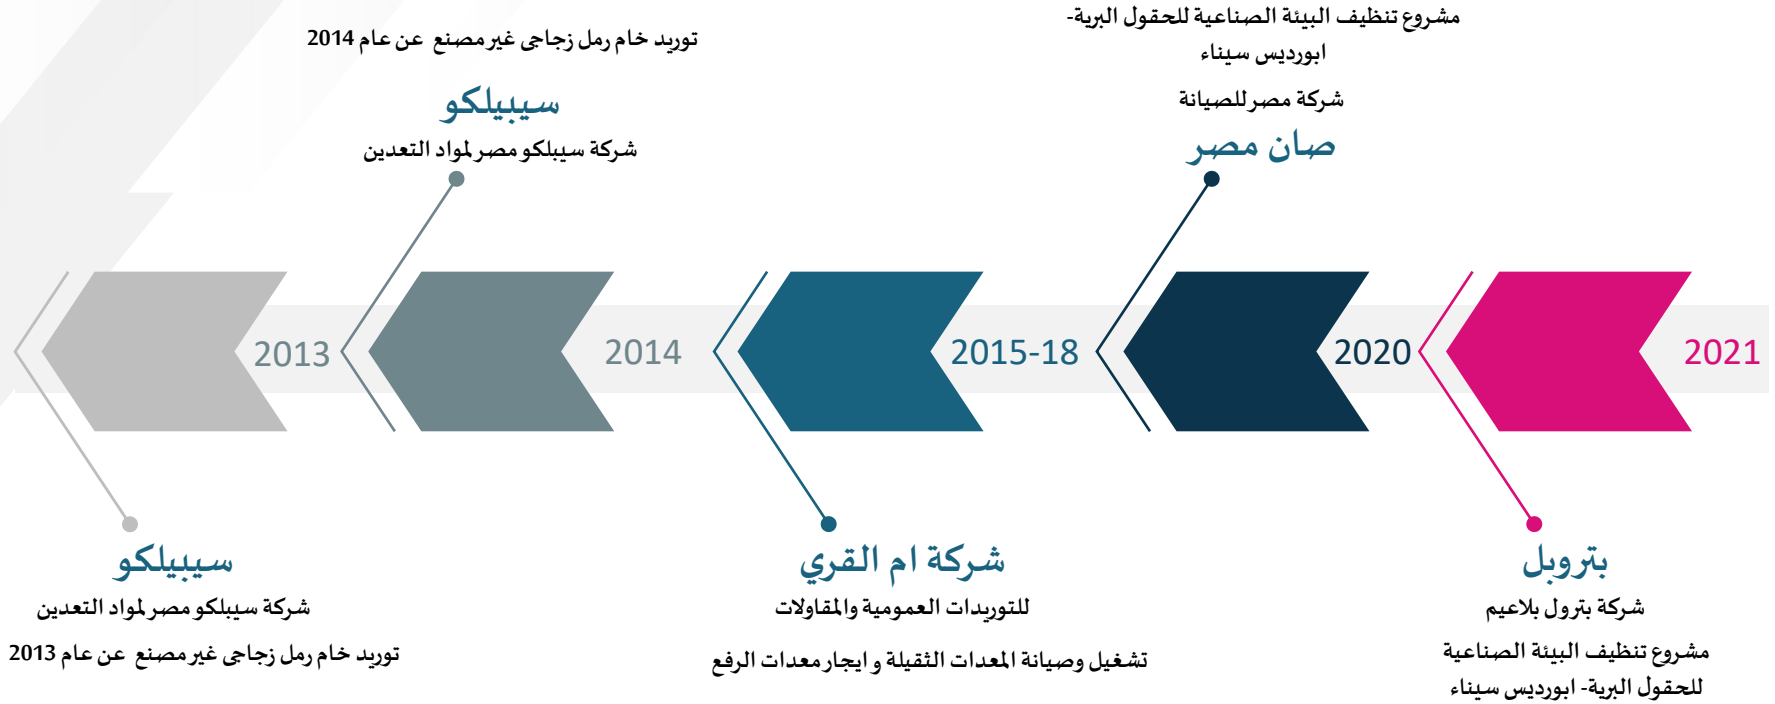 مشروع تنظيف البيئة الصناعية للحقول البرية-
ابورديس سيناء
شركة مصر للصيانة
صان مصر
توريد خام رمل زجاجى غير مصنع عن عام 2014
سيبيلكو
شركة سيبلكو مصر لمواد التعدين
2021
2020
2015-18
2014
2013
بتروبل
شركة بترول بلاعيم
مشروع تنظيف البيئة الصناعية
للحقول البرية- ابورديس سيناء
شركة ام القري
للتوريدات العمومية والمقاولات
تشغيل وصيانة المعدات الثقيلة و ايجار معدات الرفع
سيبيلكو
شركة سيبلكو مصر لمواد التعدين
توريد خام رمل زجاجى غير مصنع عن عام 2013